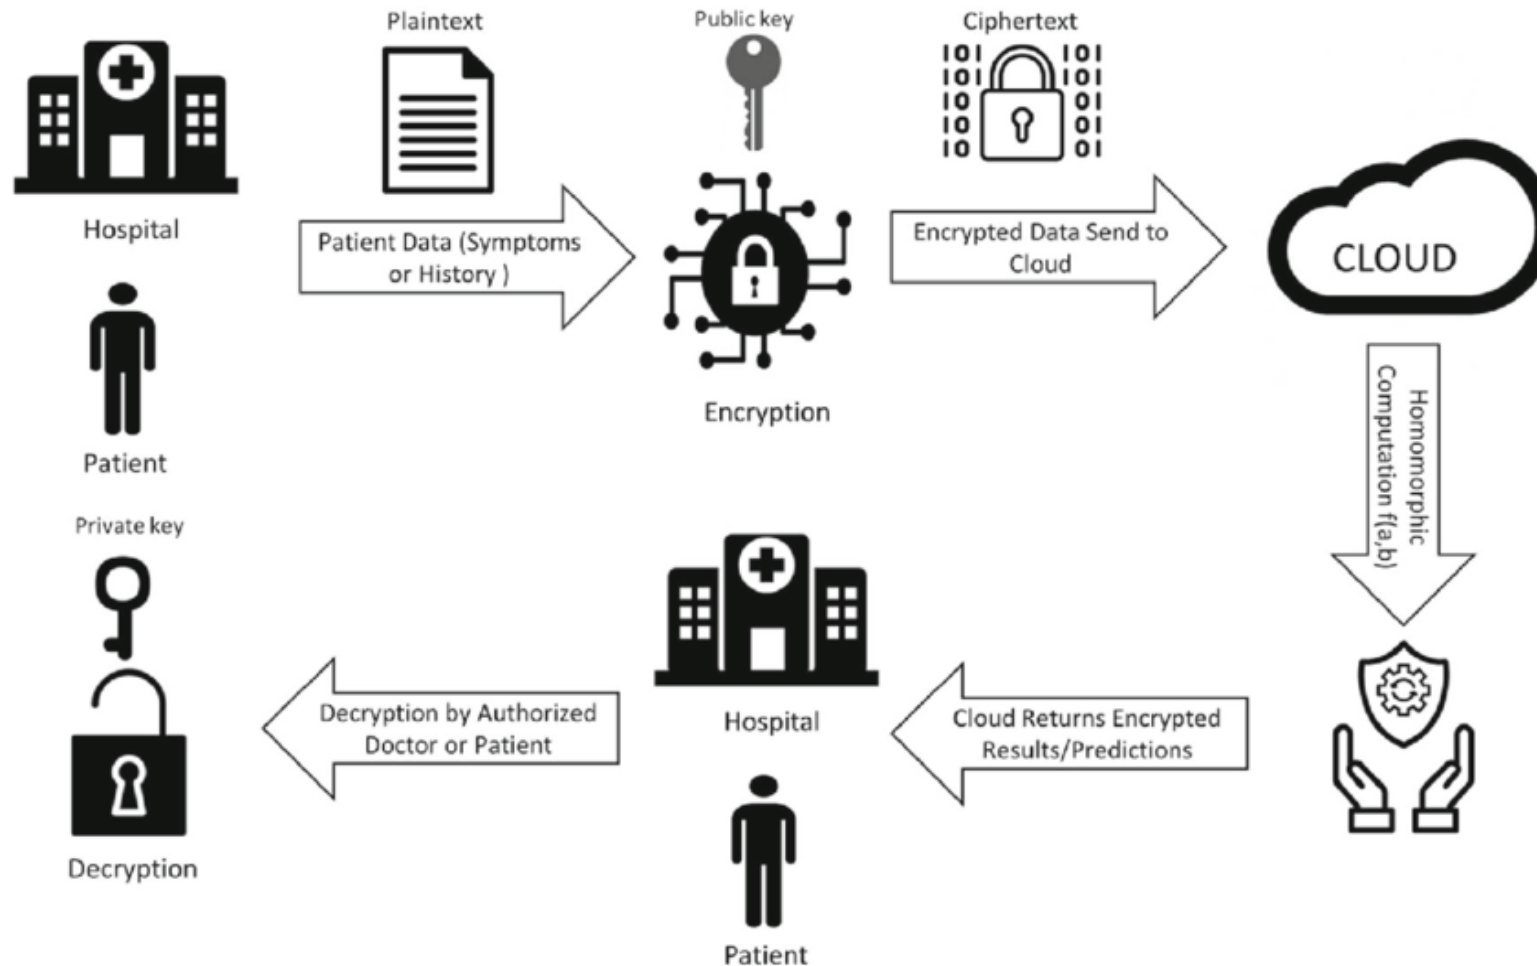 Plaintext
Public key
Ciphertext
Hospital
Patient Data (Symptoms
or History )
Encrypted Data Send to
Cloud
CLOUD
Encryption
Patient
Homomorphic
Computation f(a,b)
Private key
Decryption by Authorized
Doctor or Patient
Hospital
Cloud Returns Encrypted
Results/Predictions
Decryption
Patient